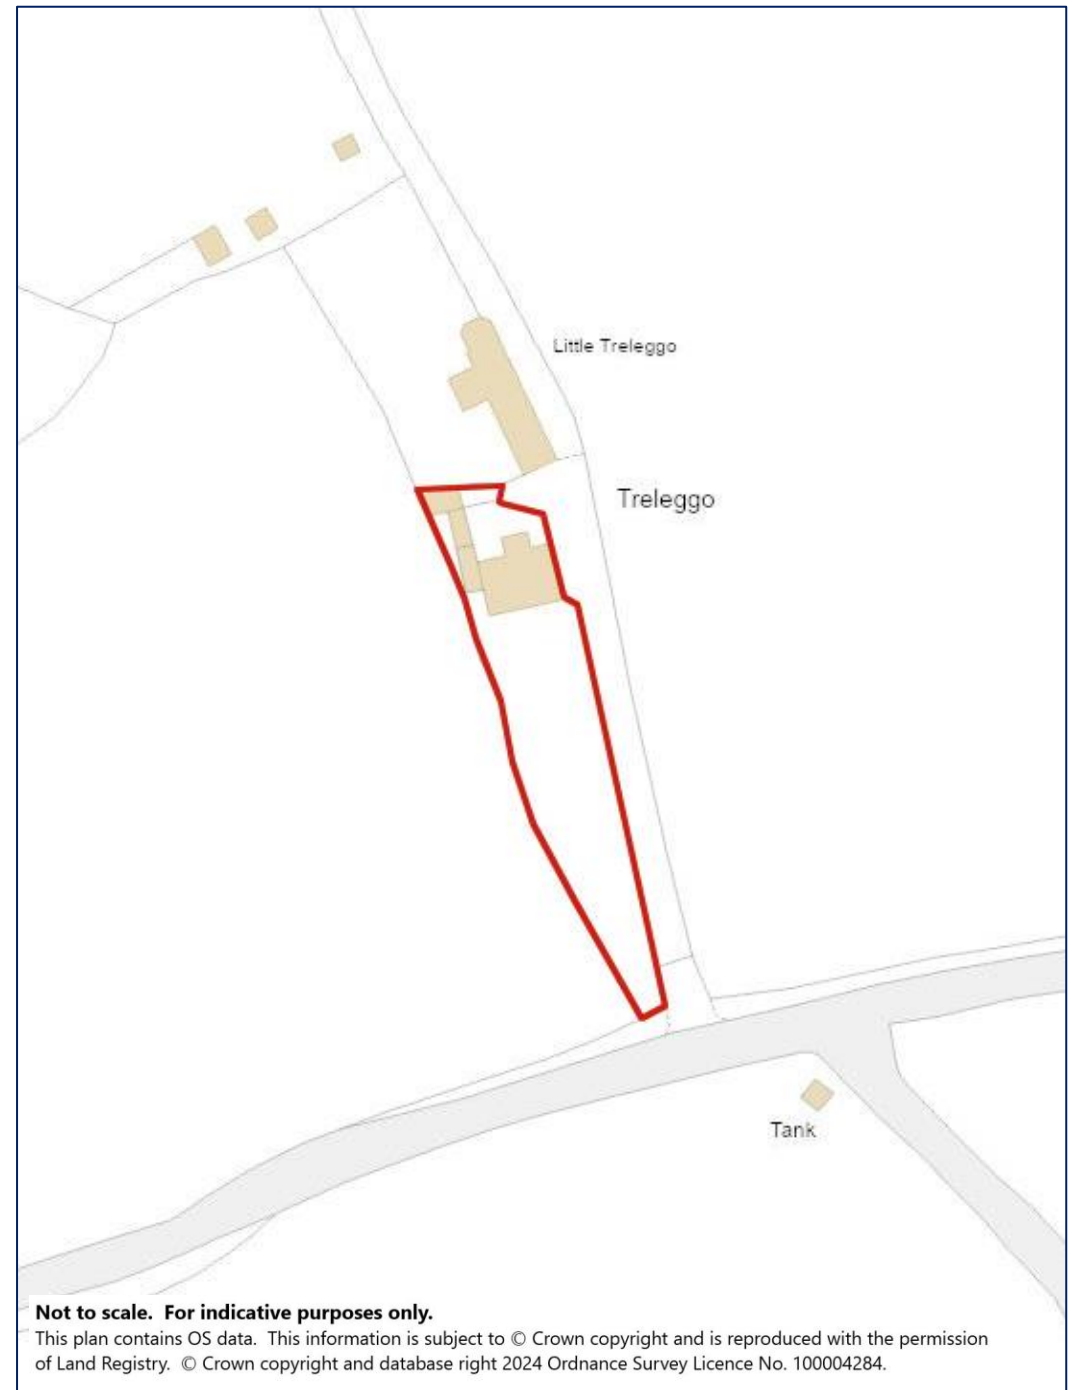 Little Treleggo
Treleggo
Tank
Not to scale.  For indicative purposes only.
This plan contains OS data.  This information is subject to © Crown copyright and is reproduced with the permission
of Land Registry.  © Crown copyright and database right 2024 Ordnance Survey Licence No. 100004284.